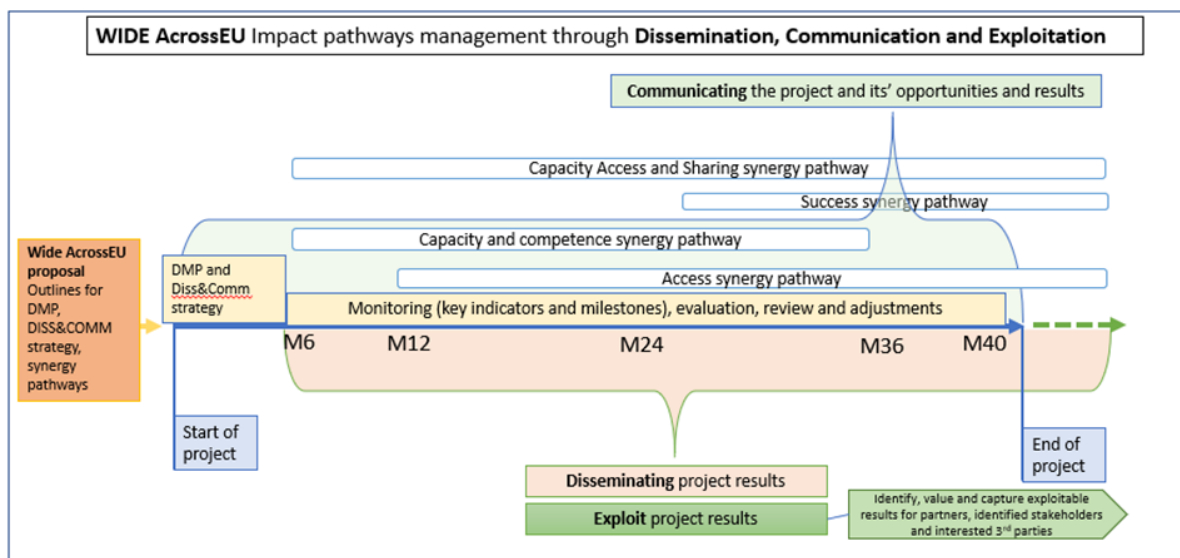 WIDE AcrossEU Impact pathways management through Dissemination, Communication and Exploitation
Communicating the project and its' opportunities and results
Capacity Access and Sharing synergy pathway
Success synergy pathway
Capacity and competence synergy pathway
Access synergy pathway
Wide AcrossEU
proposal
Outlines for
DMP,
DISS&COMM
strategy,
synergy
pathways
DMP and
Diss&Comm
strategy
Monitoring (key indicators and milestones), evaluation, review and adjustments
M6
M12
M24
M36
M40
Start of
project
End of
project
Disseminating project results
Exploit project results
Identify, value and capture exploitable
results for partners, identified stakeholders
and interested 3rd parties